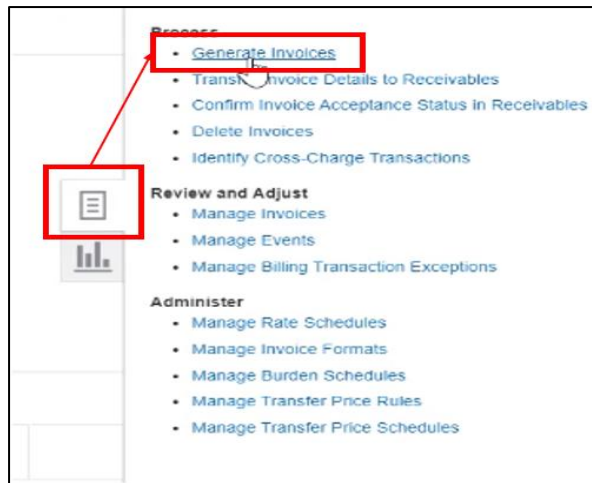 Process
Generate Invoices
Transfer Invoice Details to Receivables
Confirm Invoice Acceptance Status in Receivables
Delete Invoices
Identify Cross-Charge Transactions
Review and Adjust
Manage Invoices
Manage Events
Manage Billing Transaction Exceptions
Administer
Manage Rate Schedules
Manage Invoice Formats
Manage Burden Schedules
Manage Transfer Price Rules
Manage Transfer Price Schedules